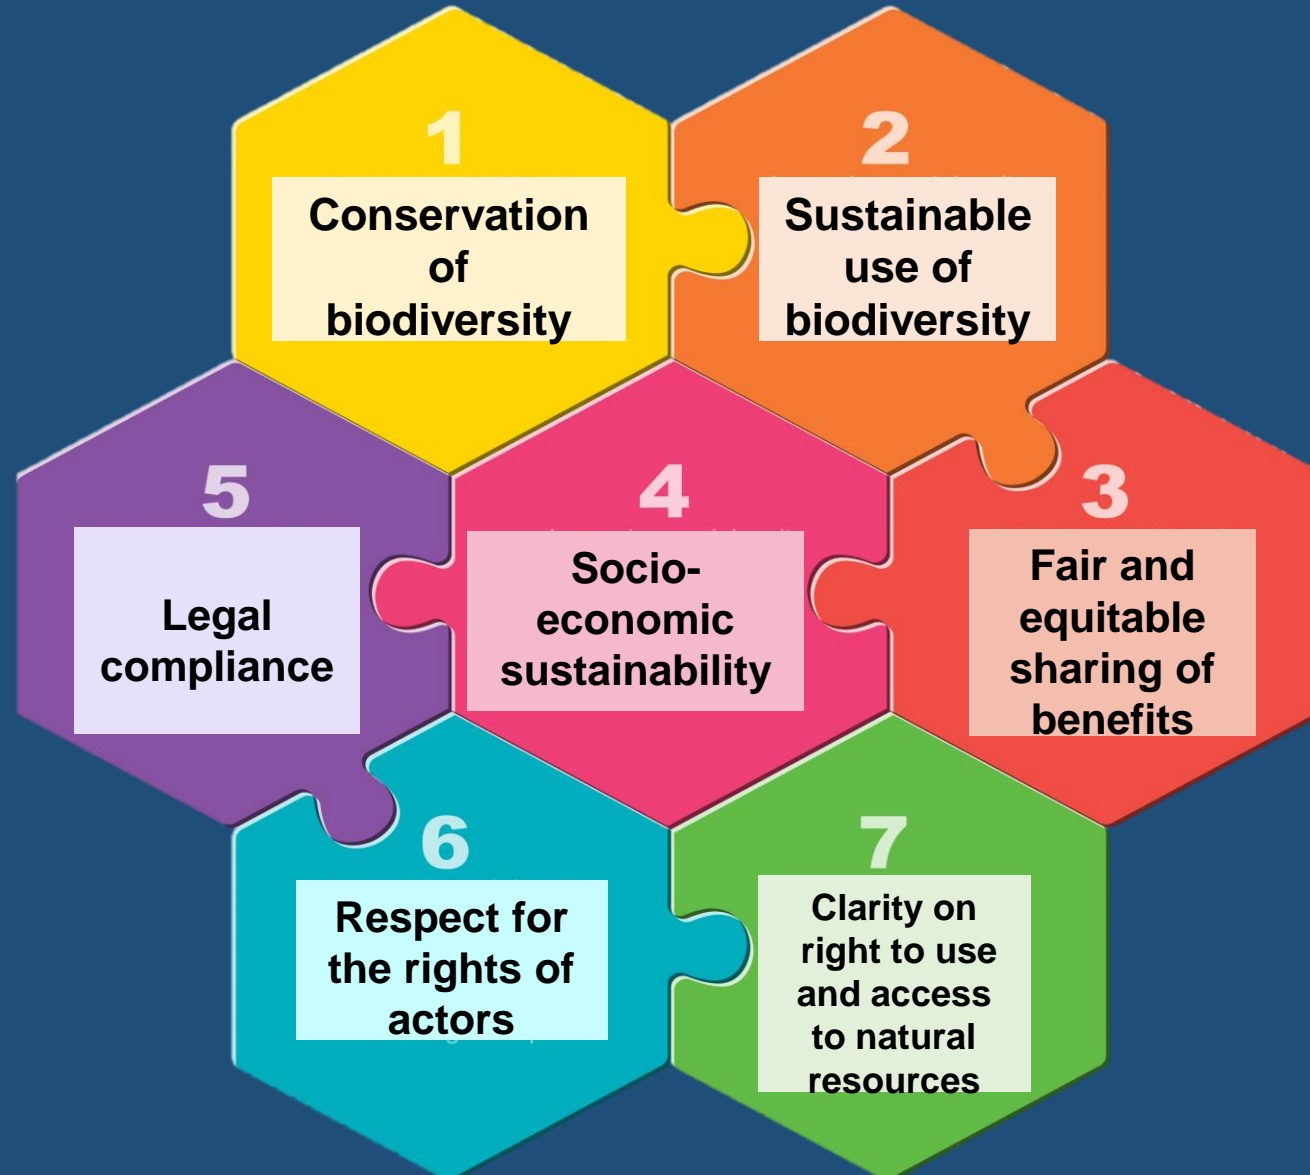 1
Conservation
of
biodiversity
2
Sustainable
use of
biodiversity
5
Legal
compliance
4
Socio-
economic
sustainability
3
Fair and
equitable
sharing of
benefits
6
Respect for
the rights of
actors
7
Clarity on
right to use
and access
to natural
resources